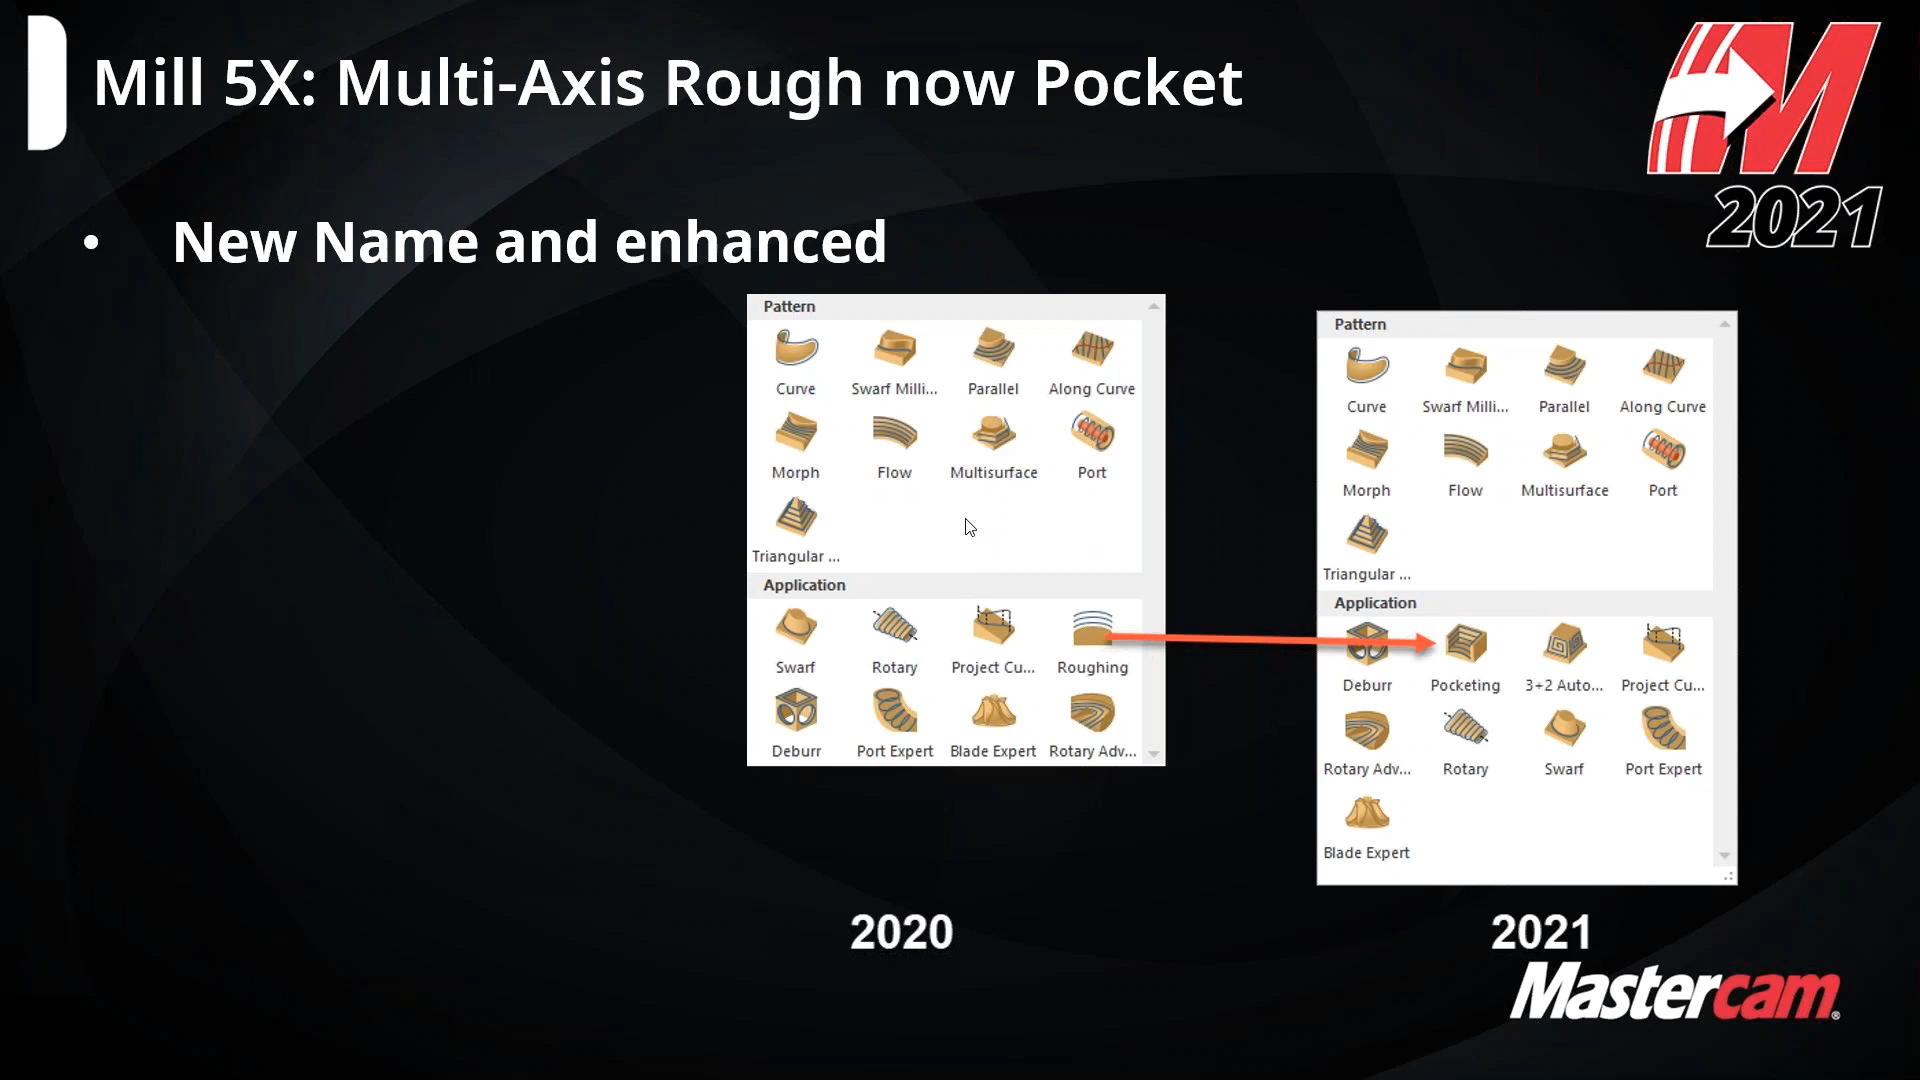 Mill 5X: Multi-Axis Rough now Pocket
2021
• New Name and enhanced
Pattern
Curve Swarf Milli... Parallel Along Curve
Morph Flow Multisurface Port
Triangular ...
Application
Swarf Rotary Project Cu... Roughing
Deburr Port Expert Blade Expert Rotary Adv...
2020
Pattern
Curve Swarf Milli... Parallel Along Curve
Morph Flow Multisurface Port
Triangular ...
Application
Deburr Pocketing 3+2 Auto... Project Cu...
Rotary Adv... Rotary Swarf Port Expert
Blade Expert
2021
Mastercam®